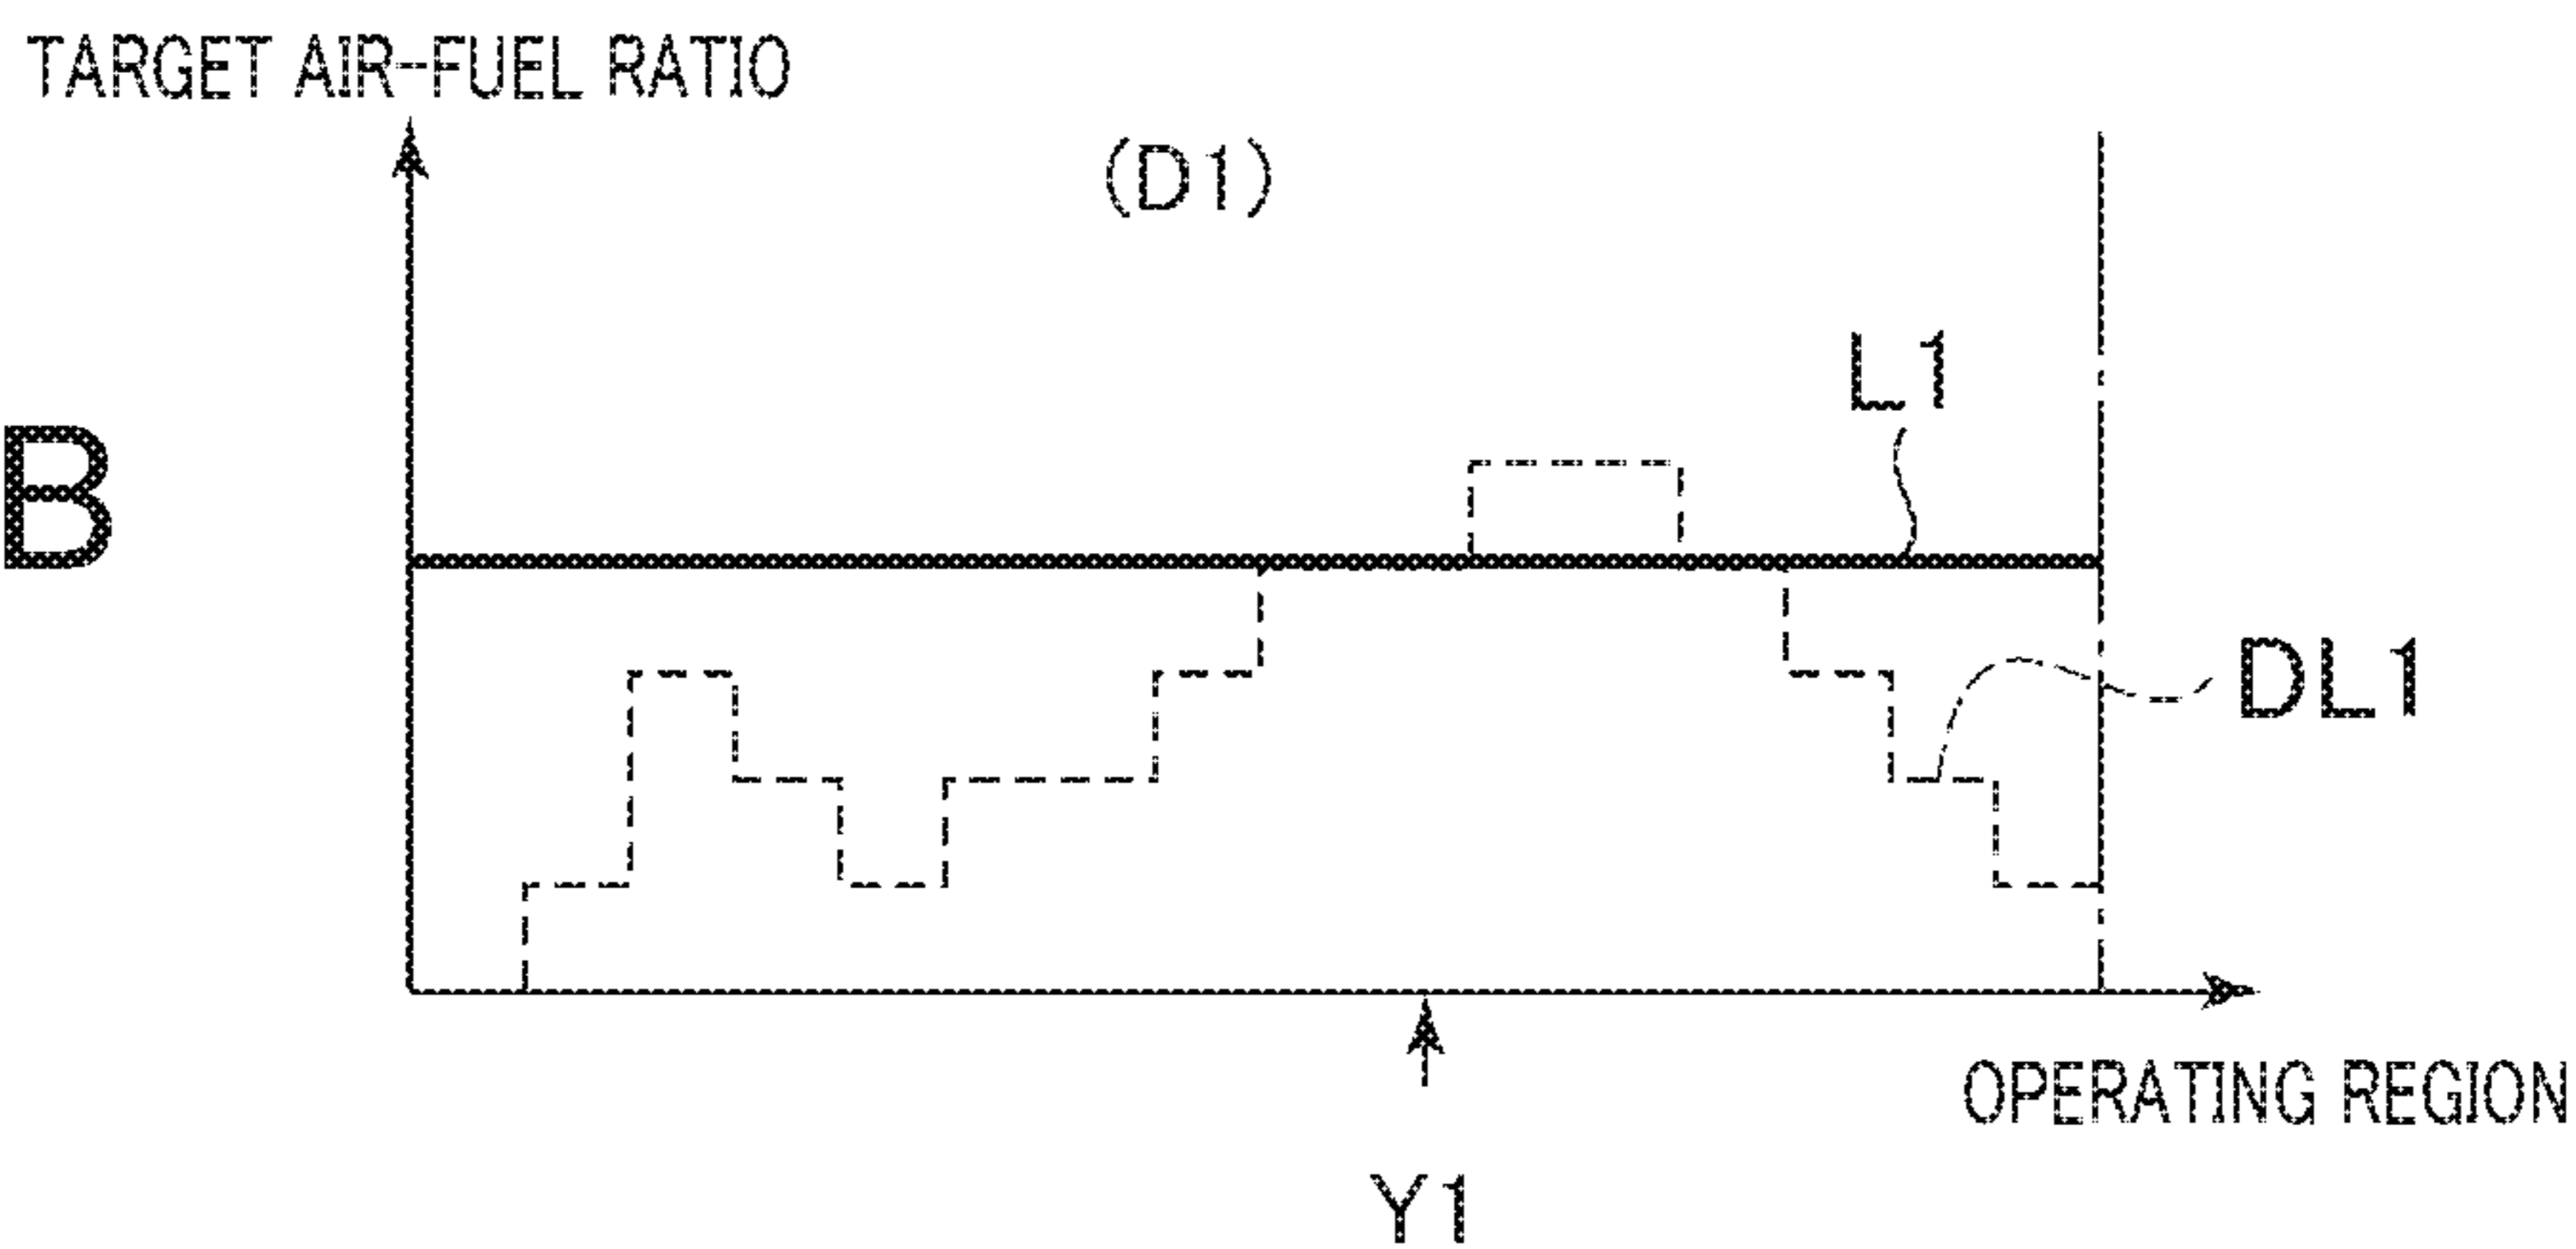 TARGET AIR-FUEL RATIO
(D1)
L1
B
DL1
OPERATING REGION
Y1